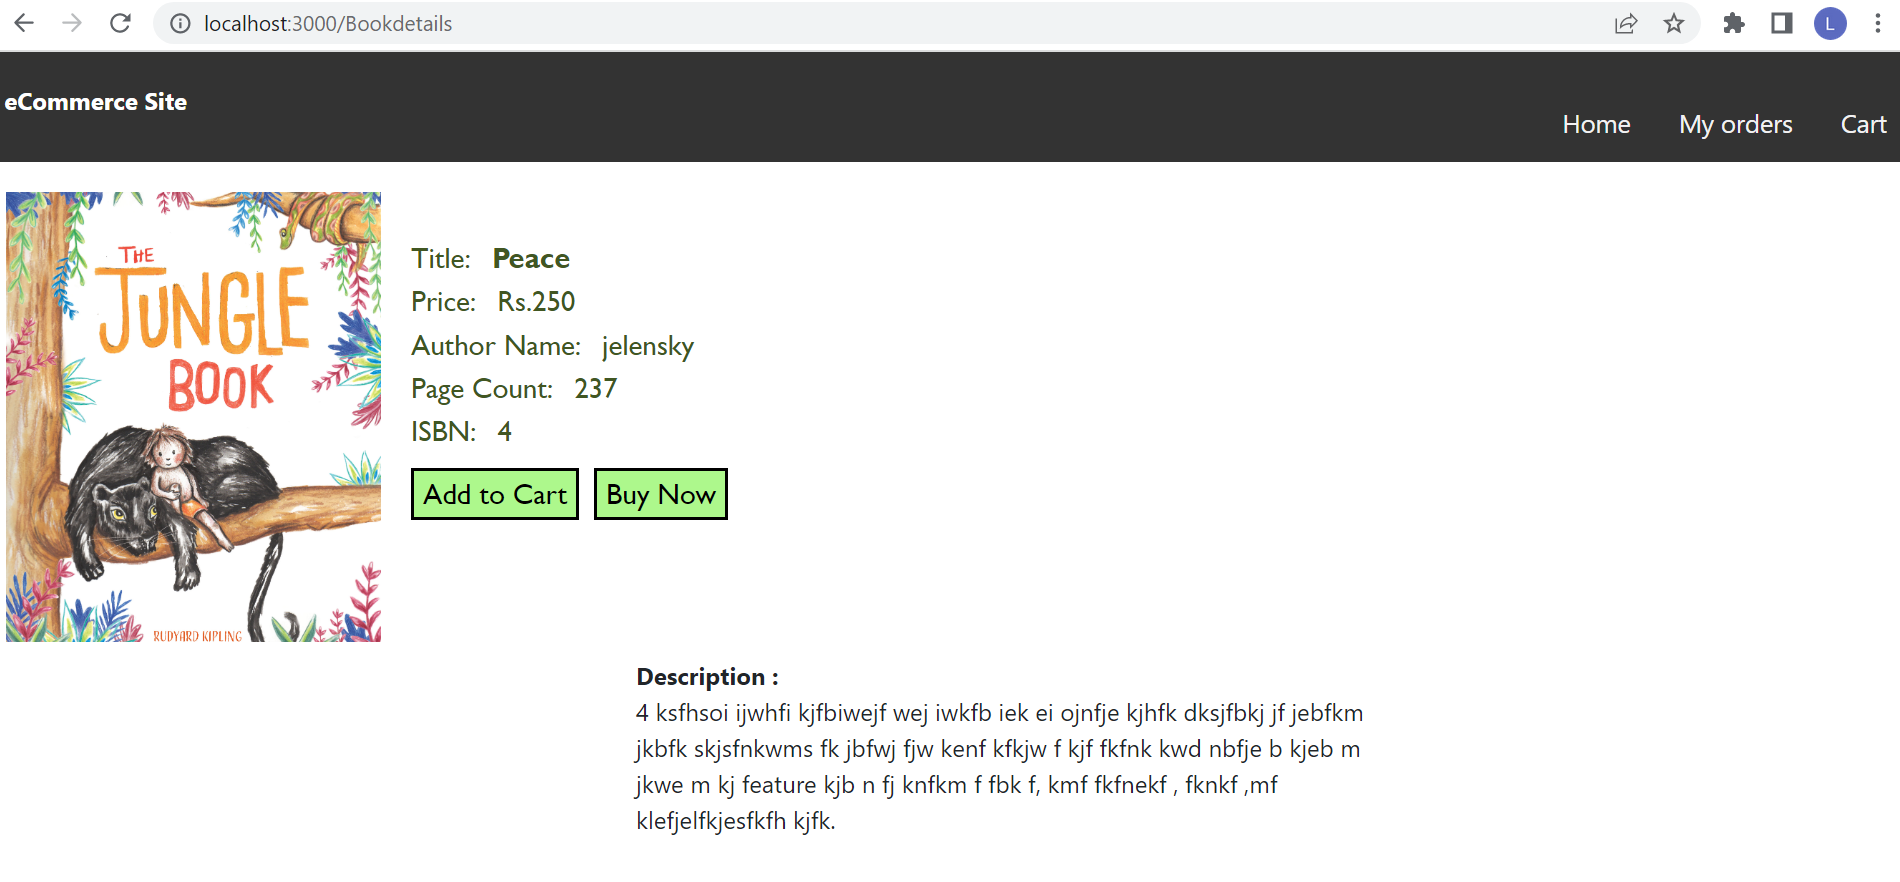 localhost:3000/Bookdetails
L
eCommerce Site
Home My orders Cart
THE
JUNGLE
BOOK
RUDYARD KIPLING
Title: Peace
Price: Rs.250
Author Name: jelensky
Page Count: 237
ISBN: 4
Add to Cart Buy Now
Description :
4 ksfhsoi ijwhfi kjfbiwejf wej iwkfb iek ei ojnfje kjhfk dksjfbkj jf jebfkm
jkbfk skjsfnkwms fk jbfwj fjw kenf kfkjw f kjf fkfnk kwd nbfje b kjeb m
jkwe m kj feature kjb n fj knfkm f fbk f, kmf fkfnekf , fknkf ,mf
klefjelfkjesfkfh kjfk.